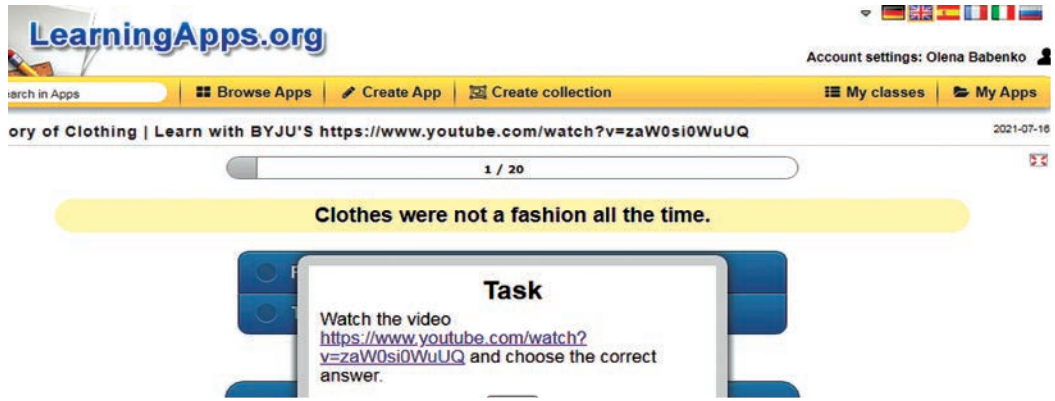 LearningApps.org
Account settings: Olena Babenko
arch in Apps
Browse Apps
Create App
Create collection
My classes
My Apps
ory of Clothing | Learn with BYJU'S https://www.youtube.com/watch?v=zaW0si0WuUQ
2021-07-16
1 / 20
Clothes were not a fashion all the time.
F
T
Task
Watch the video
https://www.youtube.com/watch?
v=zaW0si0WuUQ and choose the correct
answer.